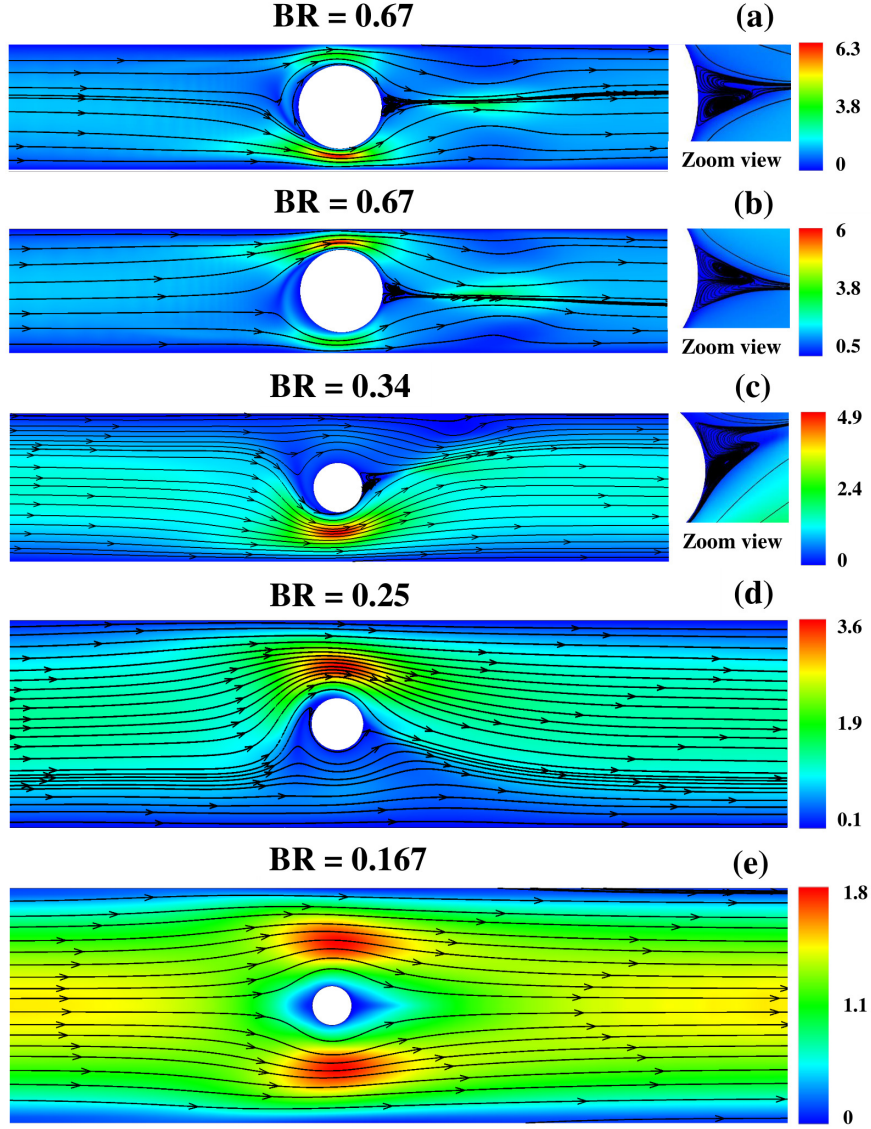 BR = 0.67 (a)
6.3
3.8
0
Zoom view
BR = 0.67 (b)
6
3.8
0.5
Zoom view
BR = 0.34 (c)
4.9
2.4
0
Zoom view
BR = 0.25 (d)
3.6
1.9
0.1
BR = 0.167 (e)
1.8
1.1
0